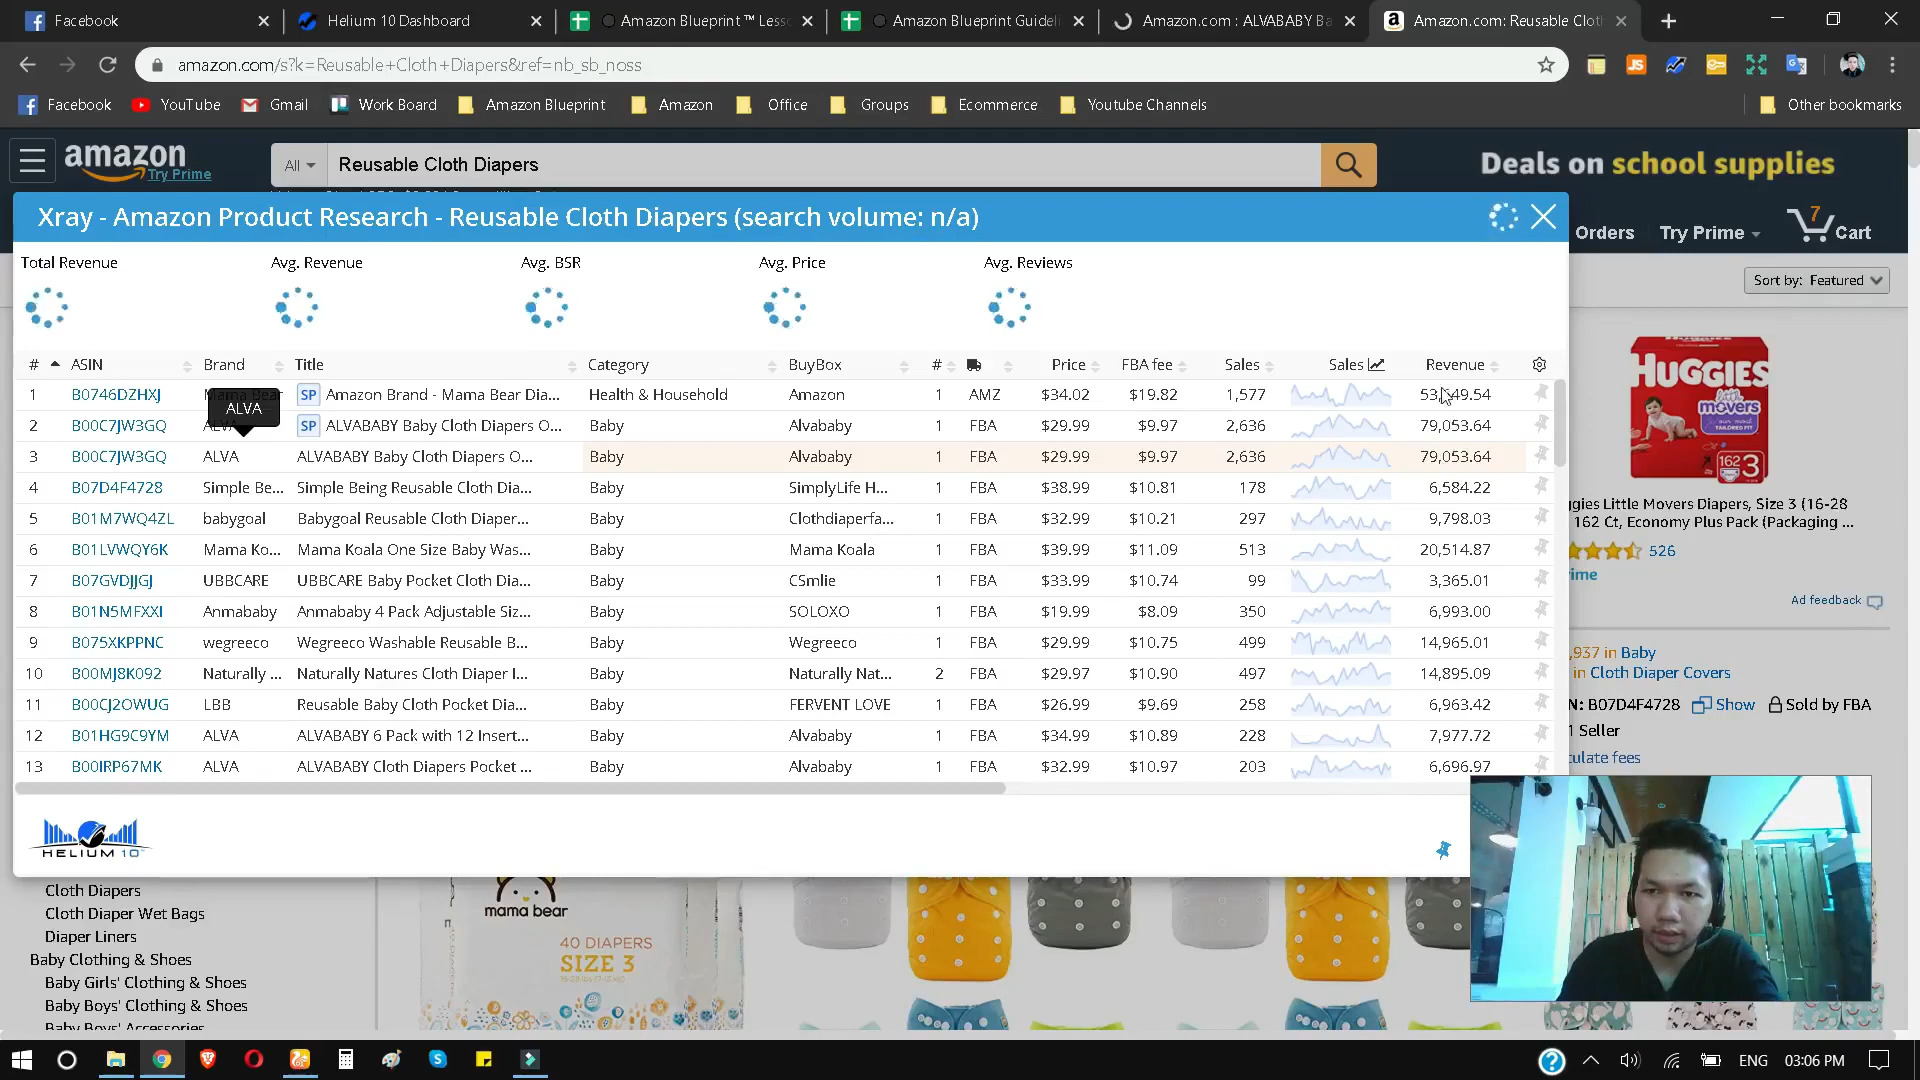 Facebook
Helium 10 Dashboard
Amazon Blueprint ™ Less
Amazon Blueprint Guideli
Amazon.com : ALVABABY Ba
Amazon.com: Reusable Clot
amazon.com/s?k=Reusable+Cloth+Diapers&ref=nb_sb_noss
Facebook YouTube Gmail Work Board Amazon Blueprint Amazon Office Groups Ecommerce Youtube Channels Other bookmarks
amazon
Try Prime
All Reusable Cloth Diapers
Deals on school supplies
Orders Try Prime 7 Cart
Xray - Amazon Product Research - Reusable Cloth Diapers (search volume: n/a)
Total Revenue Avg. Revenue Avg. BSR Avg. Price Avg. Reviews
Sort by: Featured
# ASIN Brand Title Category BuyBox # Price FBA fee Sales Sales Revenue
1 B0746DZHXJ Mama Bear SP Amazon Brand - Mama Bear Dia... Health & Household Amazon 1 AMZ $34.02 $19.82 1,577 49.54
ALVA
2 B00C7JW3GQ ALVA SP ALVABABY Baby Cloth Diapers O... Baby Alvababy 1 FBA $29.99 $9.97 2,636 79,053.64
3 B00C7JW3GQ ALVA ALVABABY Baby Cloth Diapers O... Baby Alvababy 1 FBA $29.99 $9.97 2,636 79,053.64
4 B07D4F4728 Simple Be... Simple Being Reusable Cloth Dia... Baby SimplyLife H... 1 FBA $38.99 $10.81 178 6,584.22
5 B01M7WQ4ZL babygoal Babygoal Reusable Cloth Diaper... Baby Clothdiaperfa... 1 FBA $32.99 $10.21 297 9,798.03
6 B01LVWQY6K Mama Ko... Mama Koala One Size Baby Was... Baby Mama Koala 1 FBA $39.99 $11.09 513 20,514.87
7 B07GVDJJGJ UBBCARE UBBCARE Baby Pocket Cloth Dia... Baby CSmlie 1 FBA $33.99 $10.74 99 3,365.01
8 B01N5MFXXI Anmababy Anmababy 4 Pack Adjustable Siz... Baby SOLOXO 1 FBA $19.99 $8.09 350 6,993.00
9 B075XKPPNC wegreeco Wegreeco Washable Reusable B... Baby Wegreeco 1 FBA $29.99 $10.75 499 14,965.01
10 B00MJ8K092 Naturally ... Naturally Natures Cloth Diaper I... Baby Naturally Nat... 2 FBA $29.97 $10.90 497 14,895.09
11 B00CJ2OWUG LBB Reusable Baby Cloth Pocket Dia... Baby FERVENT LOVE 1 FBA $26.99 $9.69 258 6,963.42
12 B01HG9C9YM ALVA ALVABABY 6 Pack with 12 Insert... Baby Alvababy 1 FBA $34.99 $10.89 228 7,977.72
13 B00IRP67MK ALVA ALVABABY Cloth Diapers Pocket ... Baby Alvababy 1 FBA $32.99 $10.97 203 6,696.97
HELIUM 10
HUGGIES
little movers
162 3
ggies Little Movers Diapers, Size 3 (16-28
162 Ct, Economy Plus Pack (Packaging ...
526
ime
Ad feedback
,937 in Baby
in Cloth Diaper Covers
N: B07D4F4728 Show Sold by FBA
1 Seller
culate fees
Cloth Diapers
Cloth Diaper Wet Bags
Diaper Liners
Baby Clothing & Shoes
Baby Girls' Clothing & Shoes
Baby Boys' Clothing & Shoes
Baby Boys' Accessories
mama bear
40 DIAPERS
SIZE 3
ENG 03:06 PM